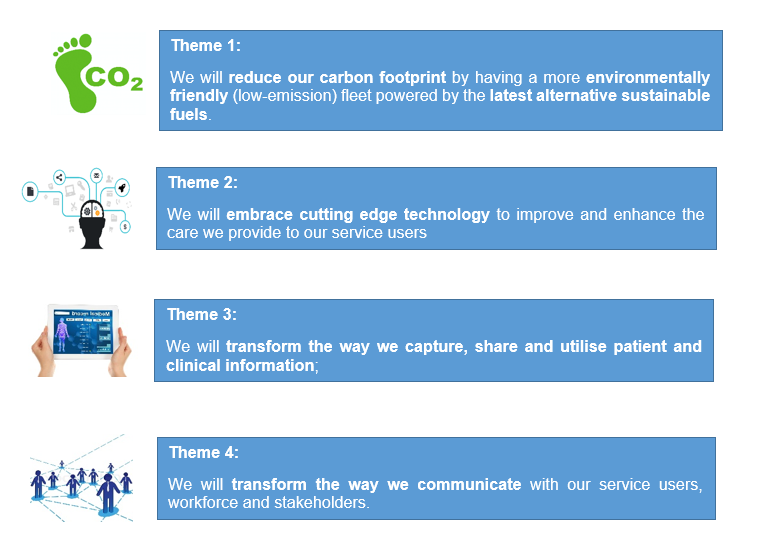 CO2
Theme 1:
We will reduce our carbon footprint by having a more environmentally
friendly (low-emission) fleet powered by the latest alternative sustainable
fuels.
Theme 2:
We will embrace cutting edge technology to improve and enhance the
care we provide to our service users
$
Theme 3:
We will transform the way we capture, share and utilise patient and
clinical information;
Theme 4:
We will transform the way we communicate with our service users,
workforce and stakeholders.